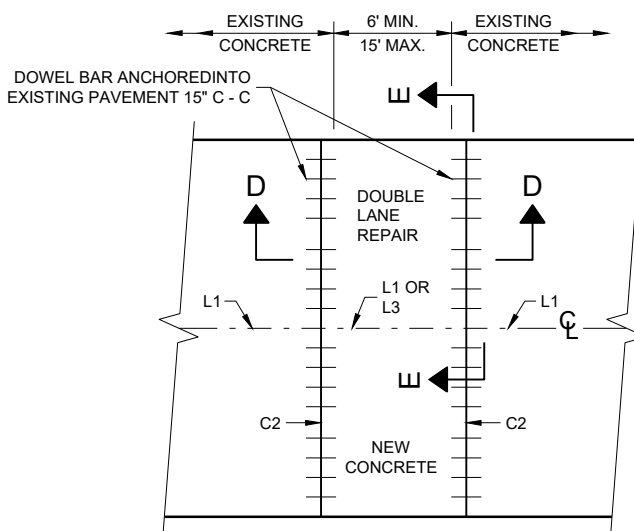 EXISTING
CONCRETE
6' MIN.
15' MAX.
EXISTING
CONCRETE
DOWEL BAR ANCHOREDINTO
EXISTING PAVEMENT 15" C - C
E
D
DOUBLE
LANE
REPAIR
D
L1
L1 OR
L3
L1
CL
E
C2
C2
NEW
CONCRETE